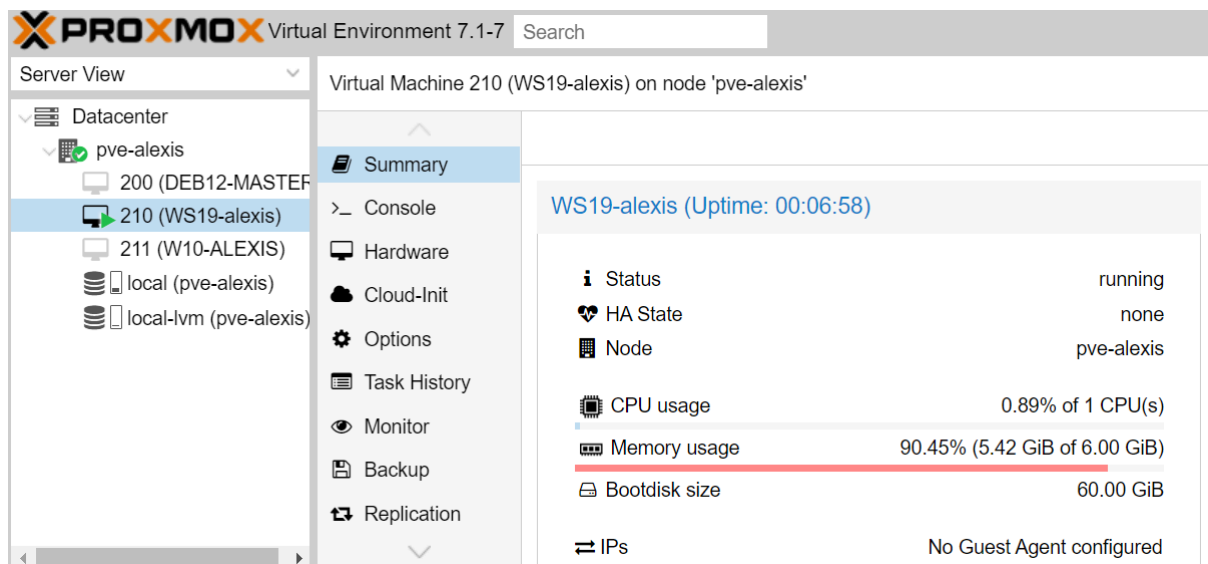 PROXMOX Virtual Environment 7.1-7 Search
Server View
Datacenter
pve-alexis
200 (DEB12-MASTER
210 (WS19-alexis)
211 (W10-ALEXIS)
local (pve-alexis)
local-lvm (pve-alexis)
Virtual Machine 210 (WS19-alexis) on node 'pve-alexis'
Summary
>_ Console
Hardware
Cloud-Init
Options
Task History
Monitor
Backup
Replication
WS19-alexis (Uptime: 00:06:58)
Status running
HA State none
Node pve-alexis
CPU usage 0.89% of 1 CPU(s)
Memory usage 90.45% (5.42 GiB of 6.00 GiB)
Bootdisk size 60.00 GiB
IPs No Guest Agent configured